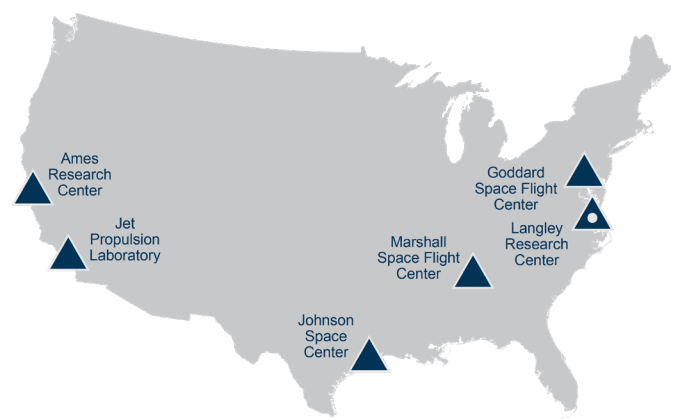 Ames
Research
Center
Jet
Propulsion
Laboratory
Goddard
Space Flight
Center
Langley
Research
Center
Marshall
Space Flight
Center
Johnson
Space
Center